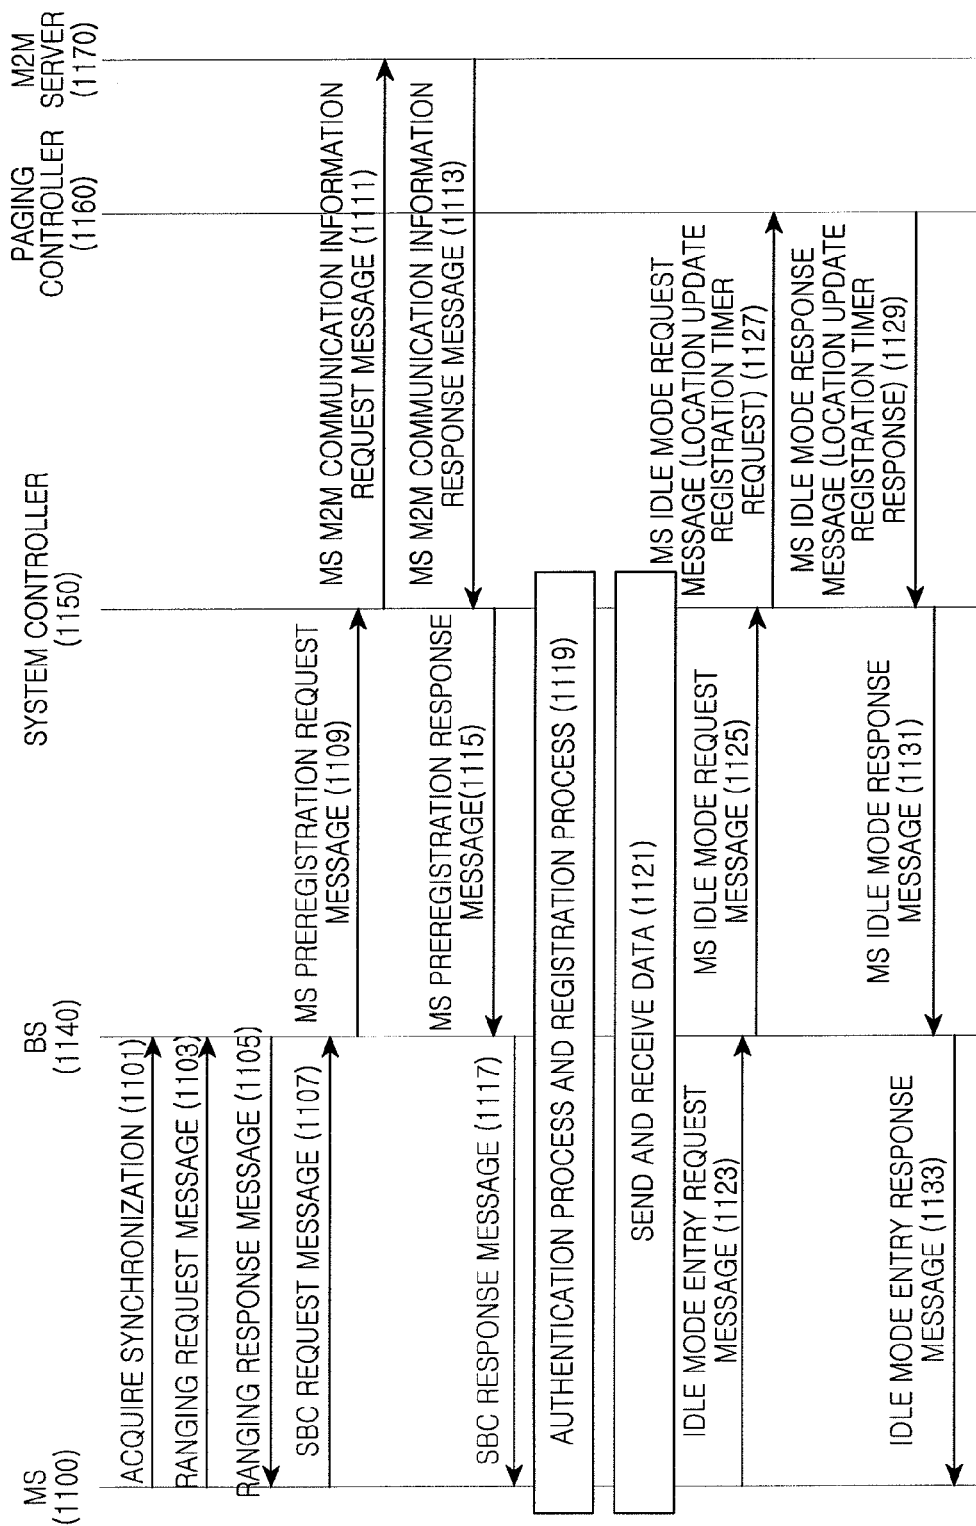 MS
(1100)
BS
(1140)
SYSTEM CONTROLLER
(1150)
PAGING
CONTROLLER
(1160)
M2M
SERVER
(1170)
ACQUIRE SYNCHRONIZATION (1101)
RANGING REQUEST MESSAGE (1103)
RANGING RESPONSE MESSAGE (1105)
SBC REQUEST MESSAGE (1107)
MS PREREGISTRATION REQUEST
MESSAGE (1109)
MS M2M COMMUNICATION INFORMATION
REQUEST MESSAGE (1111)
MS M2M COMMUNICATION INFORMATION
RESPONSE MESSAGE (1113)
MS PREREGISTRATION RESPONSE
MESSAGE(1115)
SBC RESPONSE MESSAGE (1117)
AUTHENTICATION PROCESS AND REGISTRATION PROCESS (1119)
SEND AND RECEIVE DATA (1121)
IDLE MODE ENTRY REQUEST
MESSAGE (1123)
MS IDLE MODE REQUEST
MESSAGE (1125)
MS IDLE MODE REQUEST
MESSAGE (LOCATION UPDATE
REGISTRATION TIMER
REQUEST) (1127)
MS IDLE MODE RESPONSE
MESSAGE (LOCATION UPDATE
REGISTRATION TIMER
RESPONSE) (1129)
MS IDLE MODE RESPONSE
MESSAGE (1131)
IDLE MODE ENTRY RESPONSE
MESSAGE (1133)